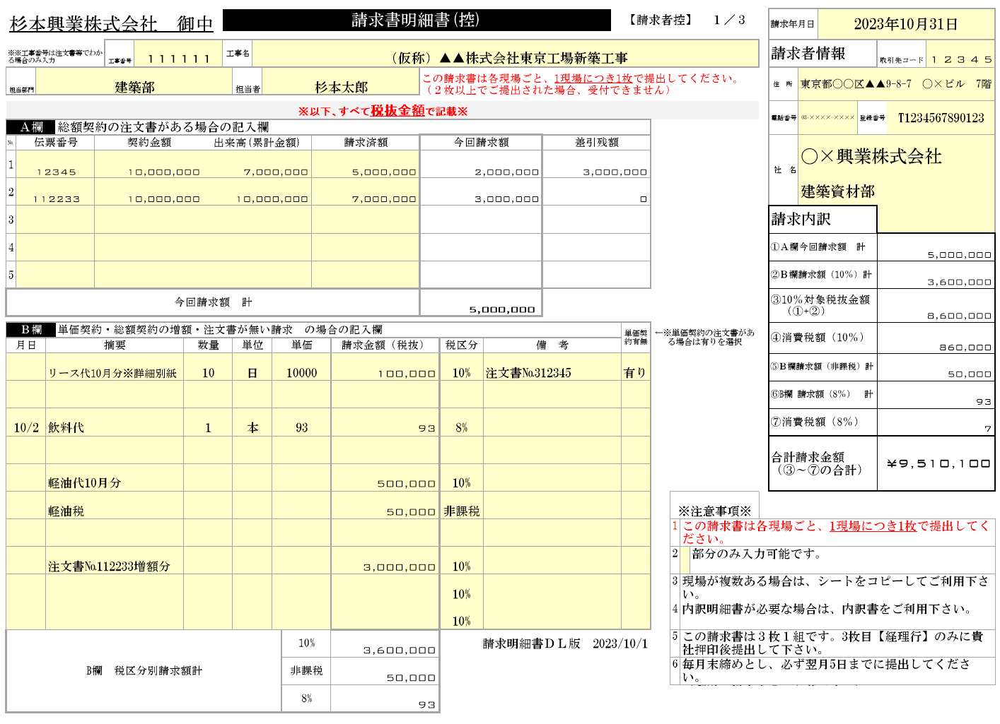 杉本興業株式会社　御中
請求書明細書(控)
【請求者控】　１／３
請求年月日　2023年10月31日
※※工事番号は注文書等でわかる場合のみ入力
工事番号　１１１１１１　工事名　（仮称）▲▲株式会社東京工場新築工事
担当部門　建築部　担当者　杉本太郎
この請求書は各現場ごと、1現場につき1枚で提出してください。
（２枚以上でご提出された場合、受付できません）
※以下、すべて税抜金額で記載※
請求者情報　取引先コード　１２３４５
住　所　東京都〇〇区▲▲9-8-7　〇×ビル　7階
電話番号　03-××××-××××　登録番号　T1234567890123
社　名　〇×興業株式会社
建築資材部
Ａ欄　総額契約の注文書がある場合の記入欄
№　伝票番号　契約金額　出来高(累計金額)　請求済額　今回請求額　差引残額
1　12345　10,000,000　7,000,000　5,000,000　2,000,000　3,000,000
2　112233　10,000,000　10,000,000　7,000,000　3,000,000　0
3
4
5
今回請求額　計　5,000,000
Ｂ欄　単価契約・総額契約の増額・注文書が無い請求　の場合の記入欄
単価契約有無
←※単価契約の注文書がある場合は有りを選択
月日　摘要　数量　単位　単価　請求金額（税抜）　税区分　備　考
リース代10月分※詳細別紙　10　日　10000　100,000　10%　注文書№312345　有り
10/2　飲料代　1　本　93　93　8%
軽油代10月分　500,000　10%
軽油税　50,000　非課税
注文書№112233増額分　3,000,000　10%
10%
10%
B欄　税区分別請求額計
10%　3,600,000
非課税　50,000
8%　93
請求明細書ＤＬ版　2023/10/1
請求内訳
①Ａ欄今回請求額　計　5,000,000
②Ｂ欄請求額（10%）計　3,600,000
③10%対象税抜金額
（①+②）　8,600,000
④消費税額（10%）　860,000
⑤Ｂ欄請求額（非課税）計　50,000
⑥B欄 請求額（8%）　計　93
⑦消費税額（8%）　7
合計請求金額
（③～⑦の合計）　¥9,510,100
※注意事項※
1　この請求書は各現場ごと、1現場につき1枚で提出してください。
2　部分のみ入力可能です。
3　現場が複数ある場合は、シートをコピーしてご利用下さい。
4　内訳明細書が必要な場合は、内訳書をご利用下さい。
5　この請求書は３枚１組です。3枚目【経理行】のみに貴社押印後提出して下さい。
6　毎月末締めとし、必ず翌月5日までに提出してください。